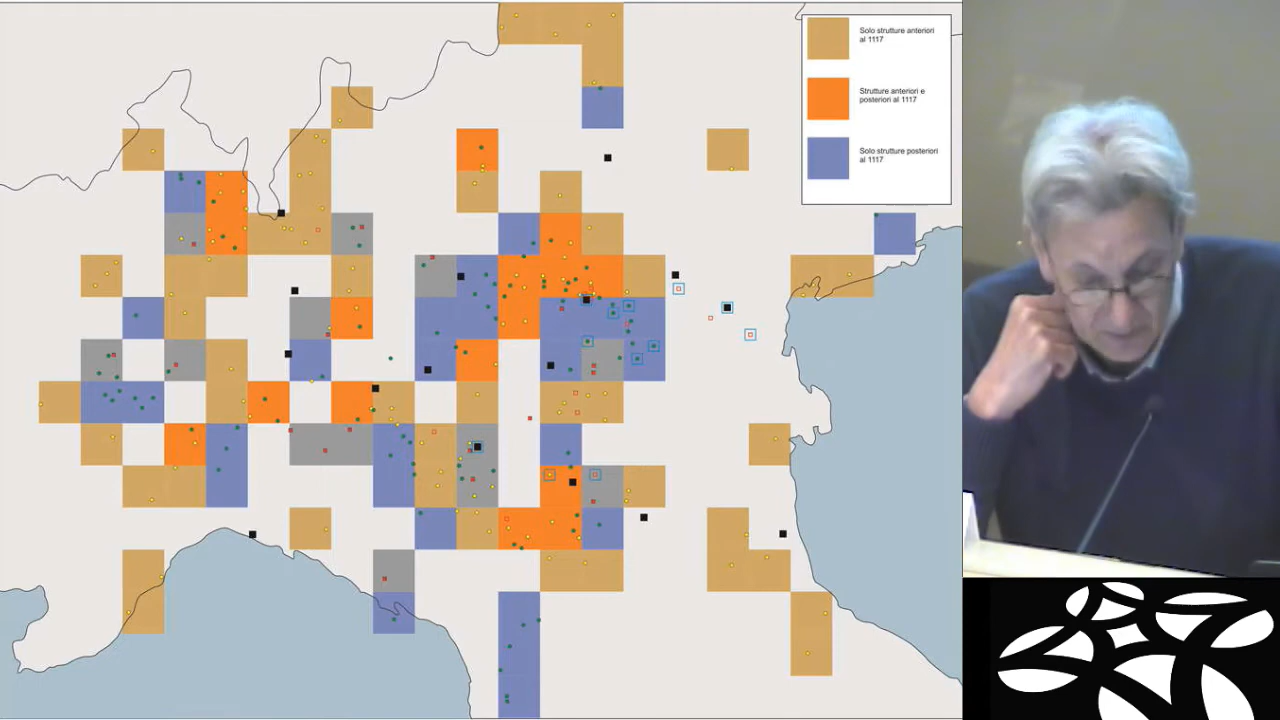 Solo strutture anteriori
al 1117
Strutture anteriori e
posteriori al 1117
Solo strutture posteriori
al 1117